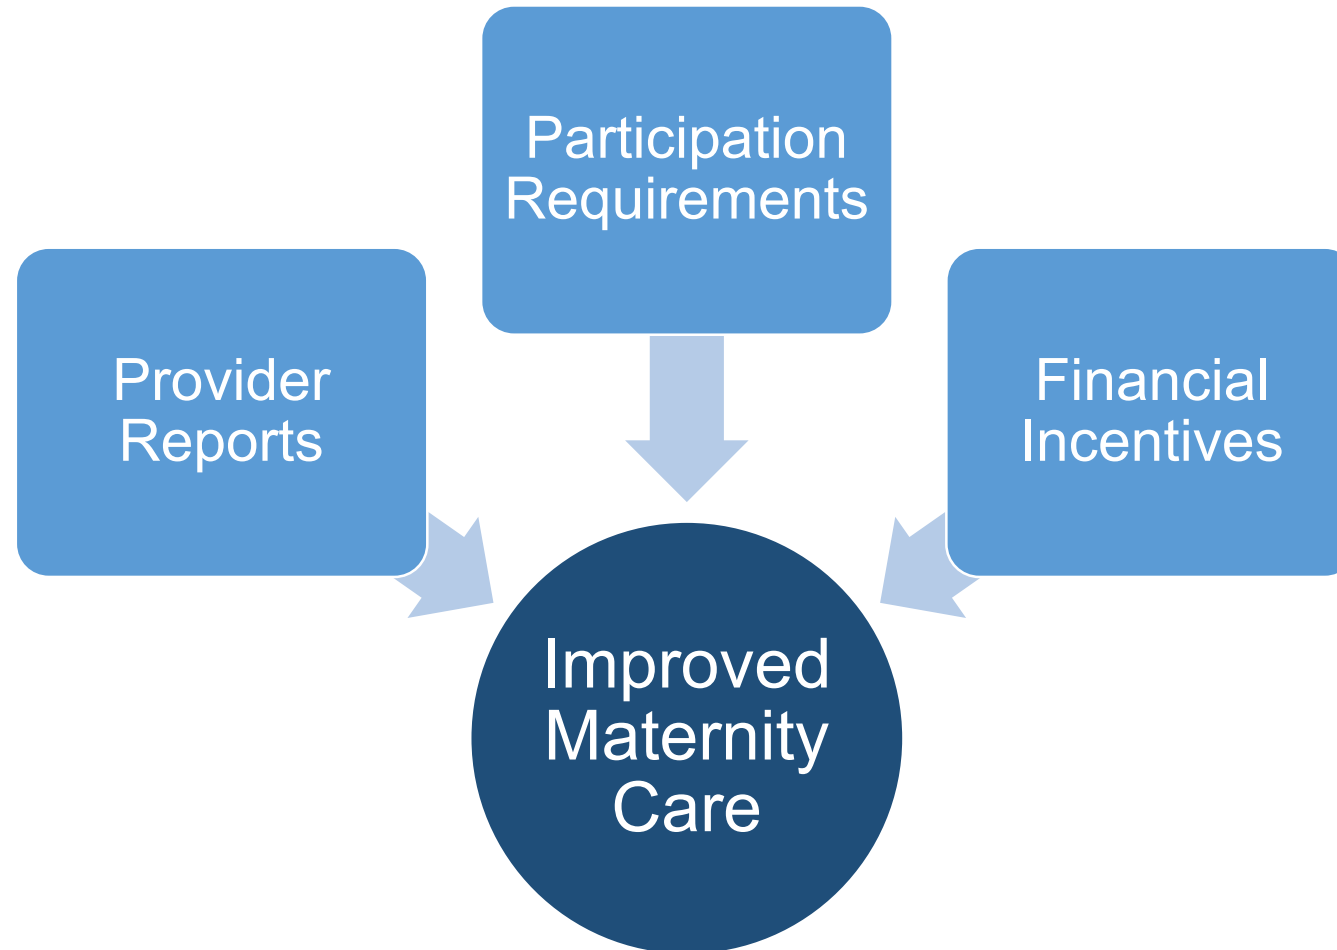 Participation
Requirements
Provider
Reports
Financial
Incentives
Improved
Maternity
Care